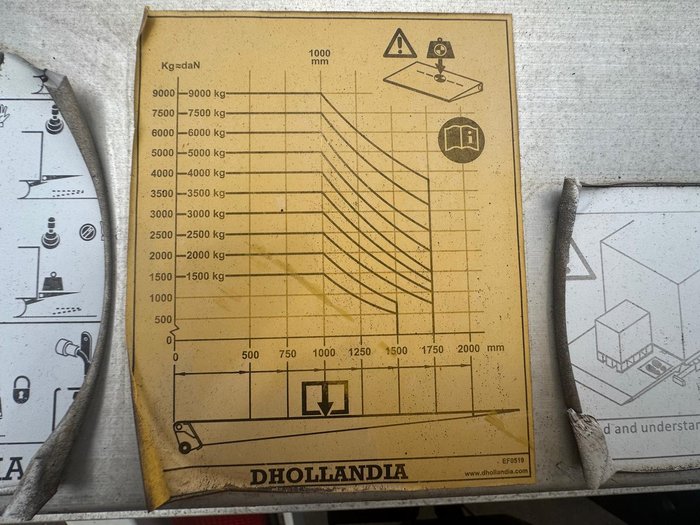 1000
mm
Kg≈daN
9000 9000 kg
7500 7500 kg
6000 6000 kg
5000 5000 kg
4000 4000 kg
3500 3500 kg
3000 3000 kg
2500 2500 kg
2000 2000 kg
1500 1500 kg
1000
500
0
0 500 750 1000 1250 1500 1750 2000 mm
EF0519
DHOLLANDIA
www.dhollandia.com
IA
d and understan